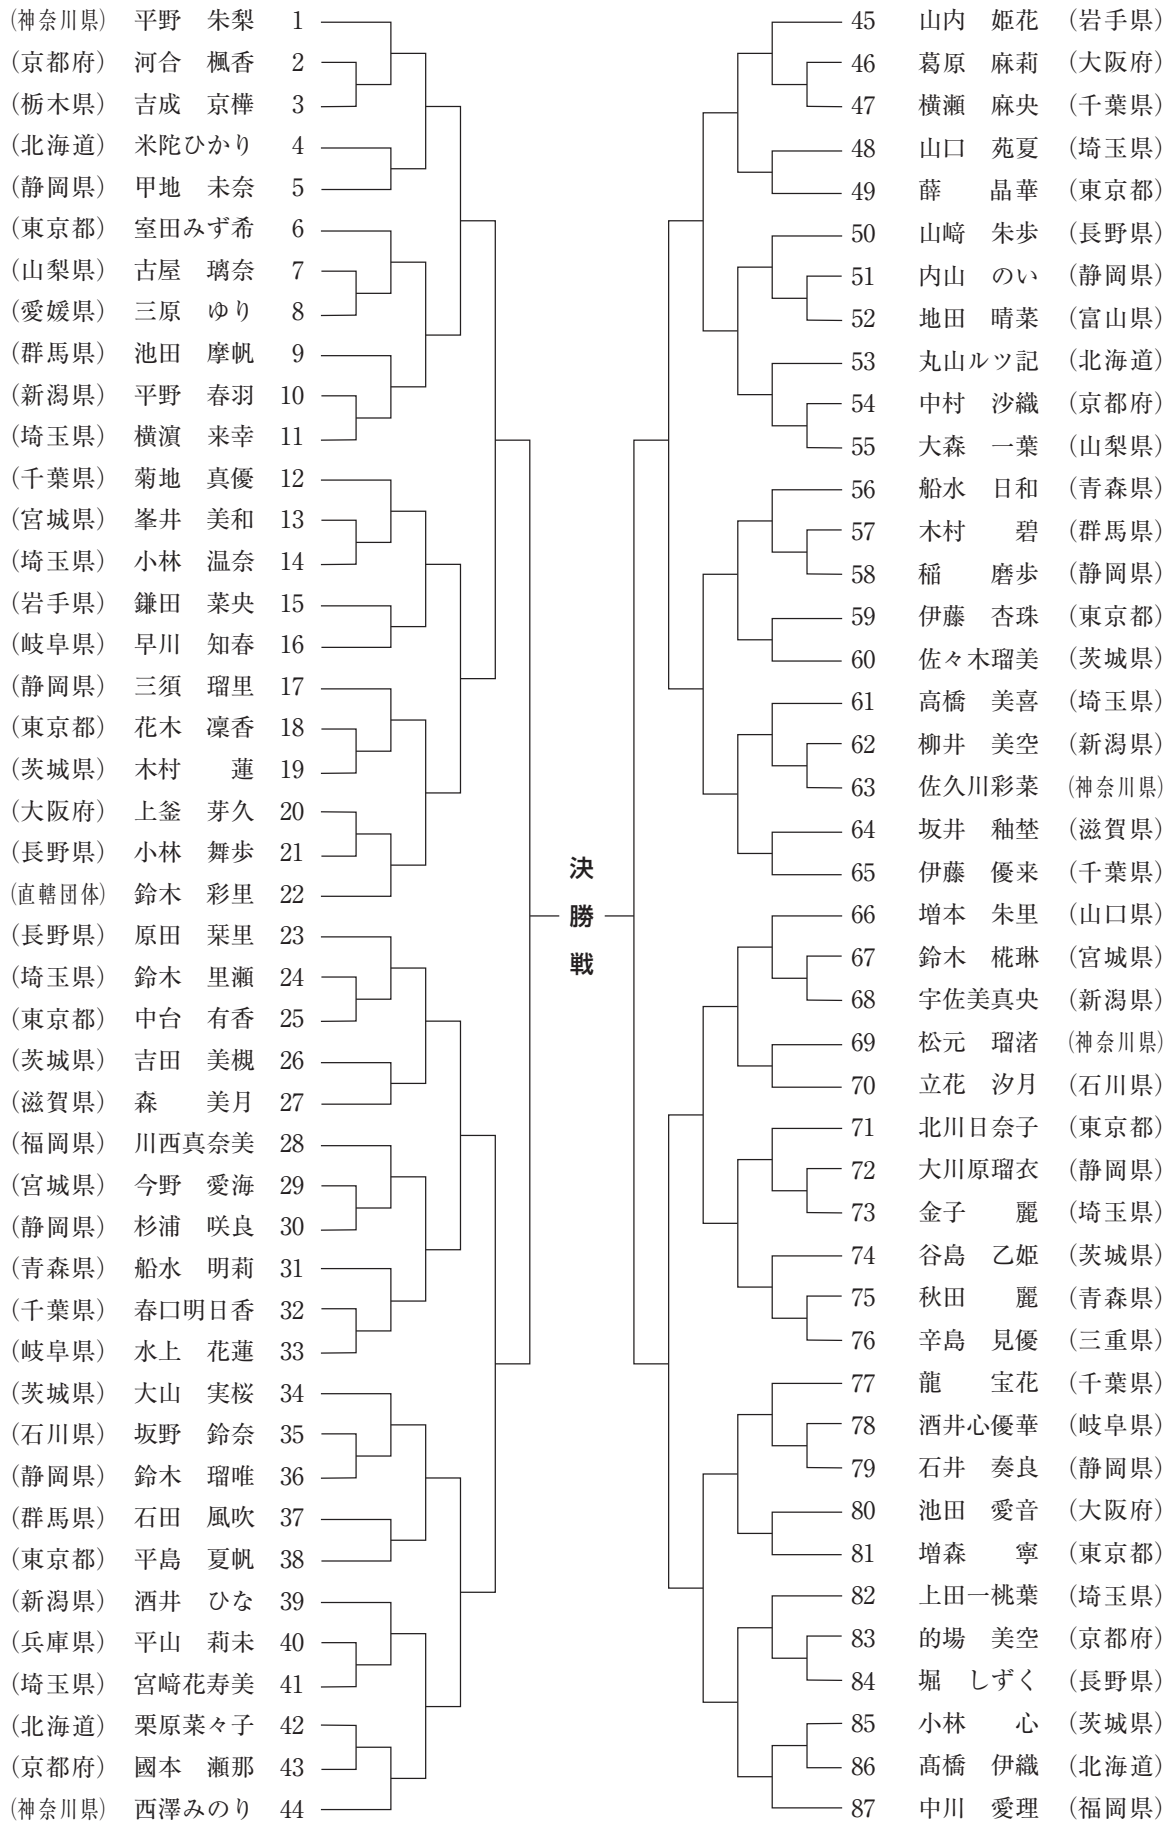 (神奈川県) 平野　朱梨 1
(京都府) 河合　楓香 2
(栃木県) 吉成　京樺 3
(北海道) 米陀ひかり 4
(静岡県) 甲地　未奈 5
(東京都) 室田みず希 6
(山梨県) 古屋　璃奈 7
(愛媛県) 三原　ゆり 8
(群馬県) 池田　摩帆 9
(新潟県) 平野　春羽 10
(埼玉県) 横濵　来幸 11
(千葉県) 菊地　真優 12
(宮城県) 峯井　美和 13
(埼玉県) 小林　温奈 14
(岩手県) 鎌田　菜央 15
(岐阜県) 早川　知春 16
(静岡県) 三須　瑠里 17
(東京都) 花木　凜香 18
(茨城県) 木村　　蓮 19
(大阪府) 上釜　芽久 20
(長野県) 小林　舞歩 21
(直轄団体) 鈴木　彩里 22
(長野県) 原田　栞里 23
(埼玉県) 鈴木　里瀬 24
(東京都) 中台　有香 25
(茨城県) 吉田　美槻 26
(滋賀県) 森　　美月 27
(福岡県) 川西真奈美 28
(宮城県) 今野　愛海 29
(静岡県) 杉浦　咲良 30
(青森県) 船水　明莉 31
(千葉県) 春口明日香 32
(岐阜県) 水上　花蓮 33
(茨城県) 大山　実桜 34
(石川県) 坂野　鈴奈 35
(静岡県) 鈴木　瑠唯 36
(群馬県) 石田　風吹 37
(東京都) 平島　夏帆 38
(新潟県) 酒井　ひな 39
(兵庫県) 平山　莉未 40
(埼玉県) 宮﨑花寿美 41
(北海道) 栗原菜々子 42
(京都府) 國本　瀬那 43
(神奈川県) 西澤みのり 44
決勝戦
45 山内　姫花 (岩手県)
46 葛原　麻莉 (大阪府)
47 横瀬　麻央 (千葉県)
48 山口　苑夏 (埼玉県)
49 薛　　晶華 (東京都)
50 山﨑　朱歩 (長野県)
51 内山　のい (静岡県)
52 地田　晴菜 (富山県)
53 丸山ルツ記 (北海道)
54 中村　沙織 (京都府)
55 大森　一葉 (山梨県)
56 船水　日和 (青森県)
57 木村　　碧 (群馬県)
58 稲　　磨歩 (静岡県)
59 伊藤　杏珠 (東京都)
60 佐々木瑠美 (茨城県)
61 高橋　美喜 (埼玉県)
62 柳井　美空 (新潟県)
63 佐久川彩菜 (神奈川県)
64 坂井　釉埜 (滋賀県)
65 伊藤　優来 (千葉県)
66 増本　朱里 (山口県)
67 鈴木　椛琳 (宮城県)
68 宇佐美真央 (新潟県)
69 松元　瑠渚 (神奈川県)
70 立花　汐月 (石川県)
71 北川日奈子 (東京都)
72 大川原瑠衣 (静岡県)
73 金子　　麗 (埼玉県)
74 谷島　乙姫 (茨城県)
75 秋田　　麗 (青森県)
76 辛島　見優 (三重県)
77 龍　　宝花 (千葉県)
78 酒井心優華 (岐阜県)
79 石井　奏良 (静岡県)
80 池田　愛音 (大阪府)
81 増森　　寧 (東京都)
82 上田一桃葉 (埼玉県)
83 的場　美空 (京都府)
84 堀　しずく (長野県)
85 小林　　心 (茨城県)
86 髙橋　伊織 (北海道)
87 中川　愛理 (福岡県)